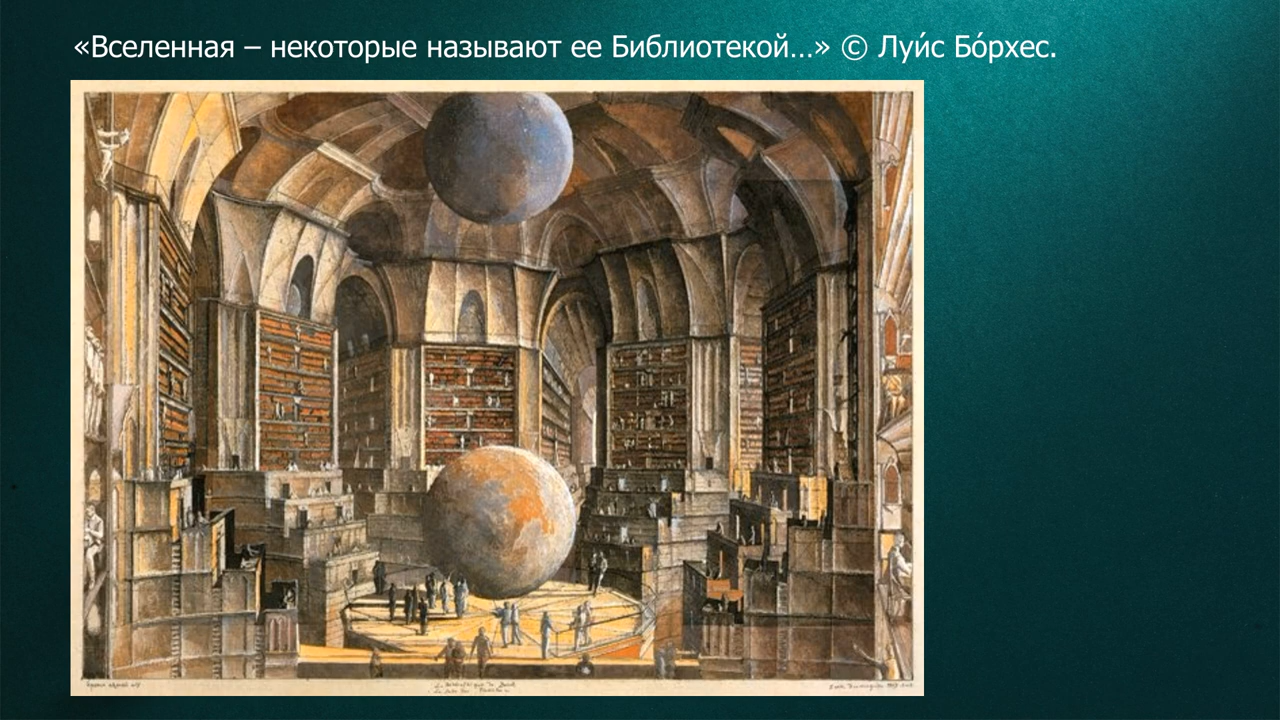 «Вселенная – некоторые называют ее Библиотекой…» © Луи́с Бо́рхес.